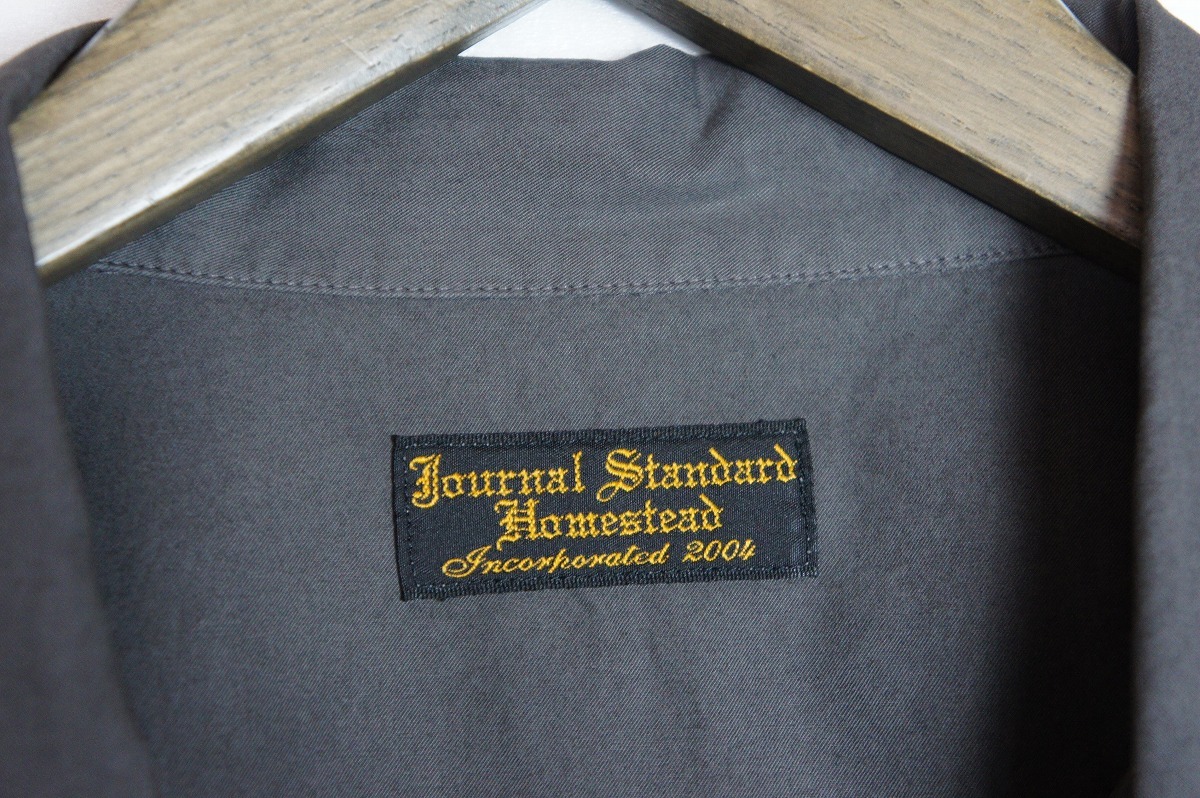 Journal Standard
Homestead
Incorporated 2004